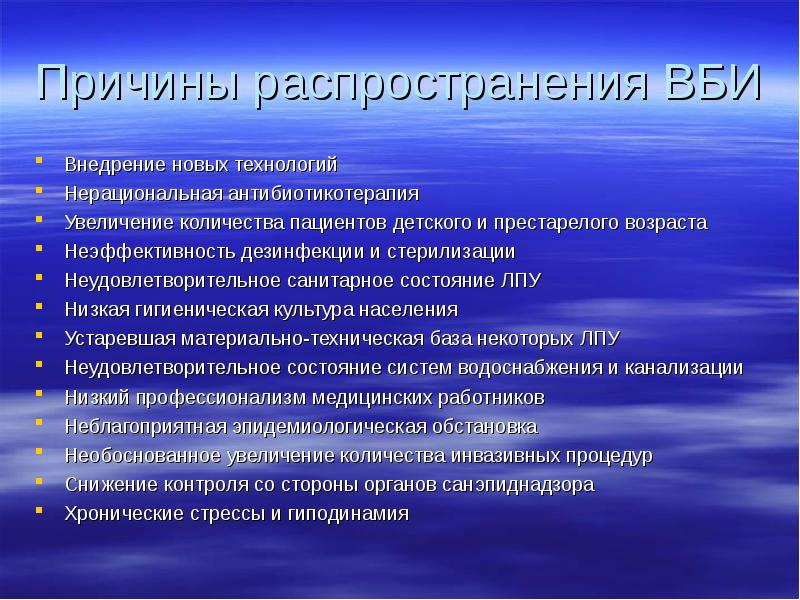 Причины распространения ВБИ
Внедрение новых технологий
Нерациональная антибиотикотерапия
Увеличение количества пациентов детского и престарелого возраста
Неэффективность дезинфекции и стерилизации
Неудовлетворительное санитарное состояние ЛПУ
Низкая гигиеническая культура населения
Устаревшая материально-техническая база некоторых ЛПУ
Неудовлетворительное состояние систем водоснабжения и канализации
Низкий профессионализм медицинских работников
Неблагоприятная эпидемиологическая обстановка
Необоснованное увеличение количества инвазивных процедур
Снижение контроля со стороны органов санэпиднадзора
Хронические стрессы и гиподинамия